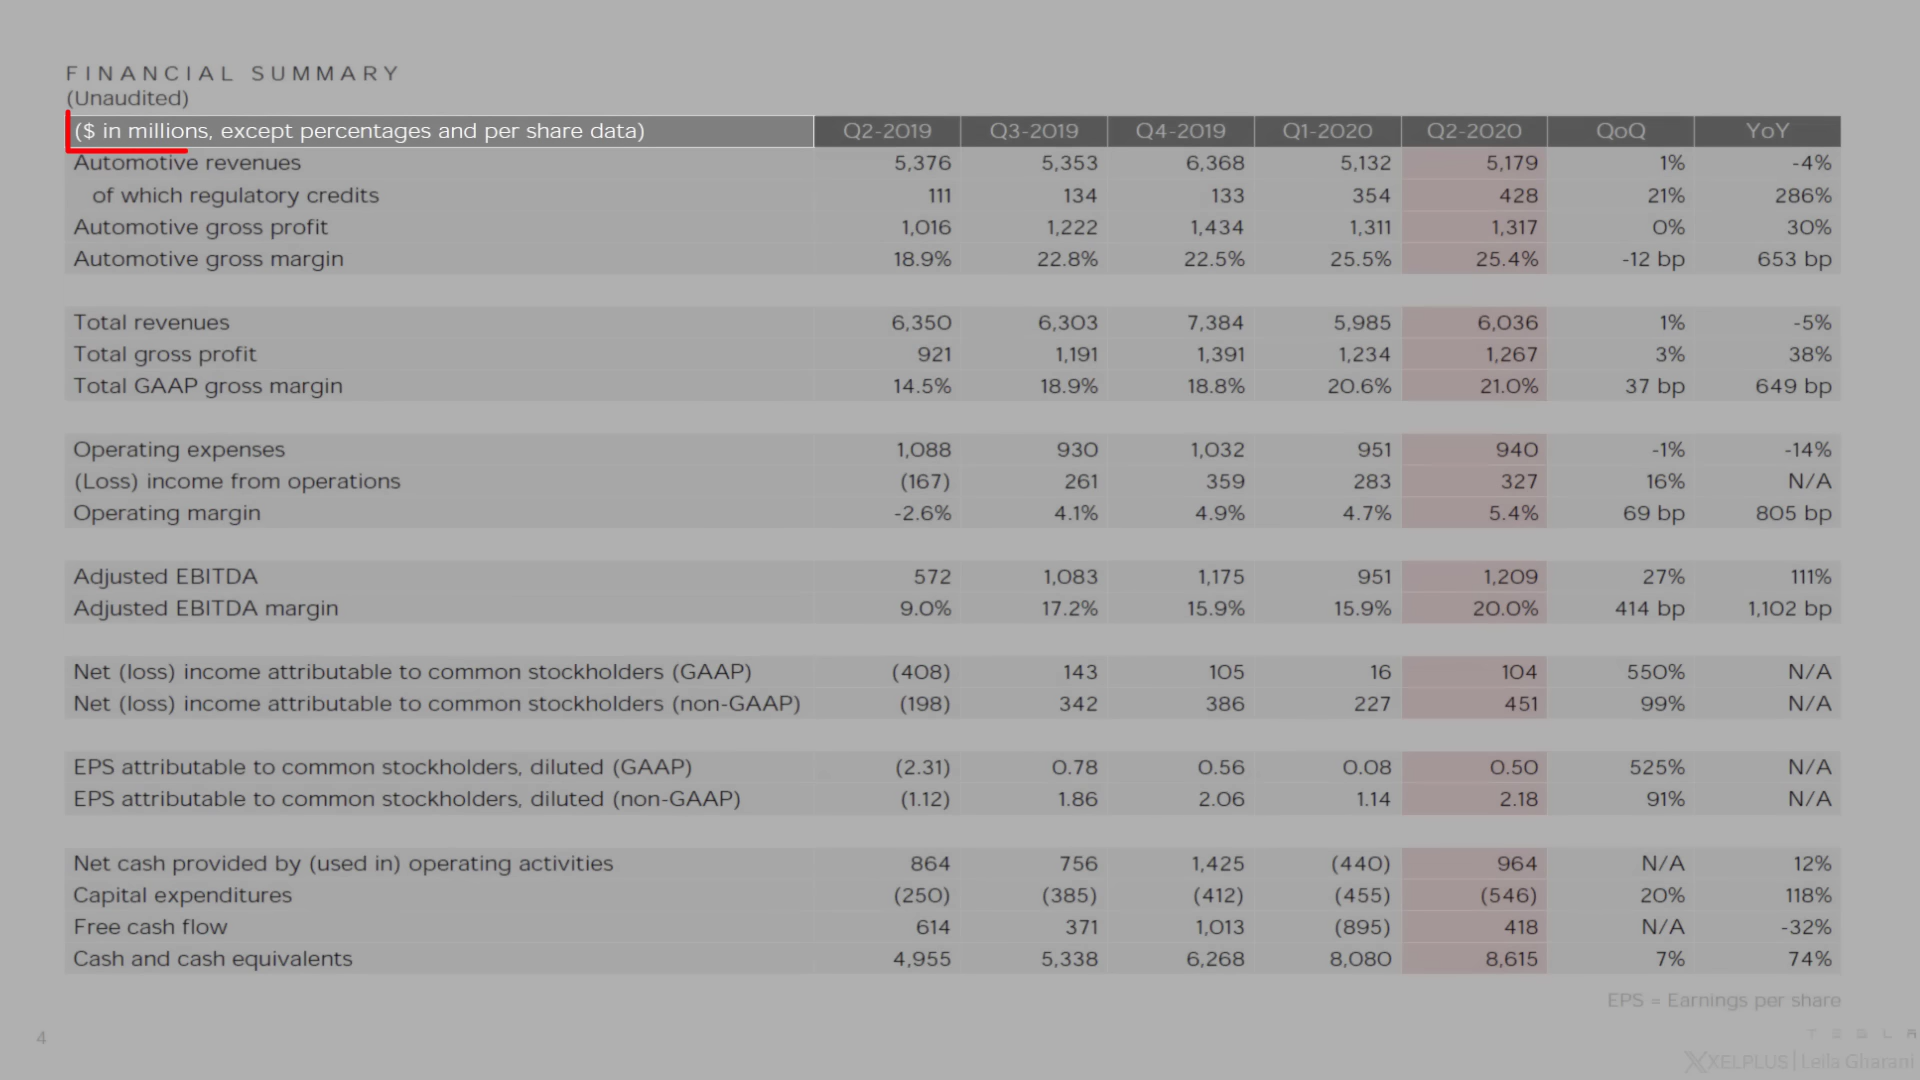 FINANCIAL SUMMARY
(Unaudited)
($ in millions, except percentages and per share data) Q2-2019 Q3-2019 Q4-2019 Q1-2020 Q2-2020 QoQ YoY
Automotive revenues 5,376 5,353 6,368 5,132 5,179 1% -4%
of which regulatory credits 111 134 133 354 428 21% 286%
Automotive gross profit 1,016 1,222 1,434 1,311 1,317 0% 30%
Automotive gross margin 18.9% 22.8% 22.5% 25.5% 25.4% -12 bp 653 bp
Total revenues 6,350 6,303 7,384 5,985 6,036 1% -5%
Total gross profit 921 1,191 1,391 1,234 1,267 3% 38%
Total GAAP gross margin 14.5% 18.9% 18.8% 20.6% 21.0% 37 bp 649 bp
Operating expenses 1,088 930 1,032 951 940 -1% -14%
(Loss) income from operations (167) 261 359 283 327 16% N/A
Operating margin -2.6% 4.1% 4.9% 4.7% 5.4% 69 bp 805 bp
Adjusted EBITDA 572 1,083 1,175 951 1,209 27% 111%
Adjusted EBITDA margin 9.0% 17.2% 15.9% 15.9% 20.0% 414 bp 1,102 bp
Net (loss) income attributable to common stockholders (GAAP) (408) 143 105 16 104 550% N/A
Net (loss) income attributable to common stockholders (non-GAAP) (198) 342 386 227 451 99% N/A
EPS attributable to common stockholders, diluted (GAAP) (2.31) 0.78 0.56 0.08 0.50 525% N/A
EPS attributable to common stockholders, diluted (non-GAAP) (1.12) 1.86 2.06 1.14 2.18 91% N/A
Net cash provided by (used in) operating activities 864 756 1,425 (440) 964 N/A 12%
Capital expenditures (250) (385) (412) (455) (546) 20% 118%
Free cash flow 614 371 1,013 (895) 418 N/A -32%
Cash and cash equivalents 4,955 5,338 6,268 8,080 8,615 7% 74%
EPS = Earnings per share
TESLA
4
XELPLUS | Leila Gharani